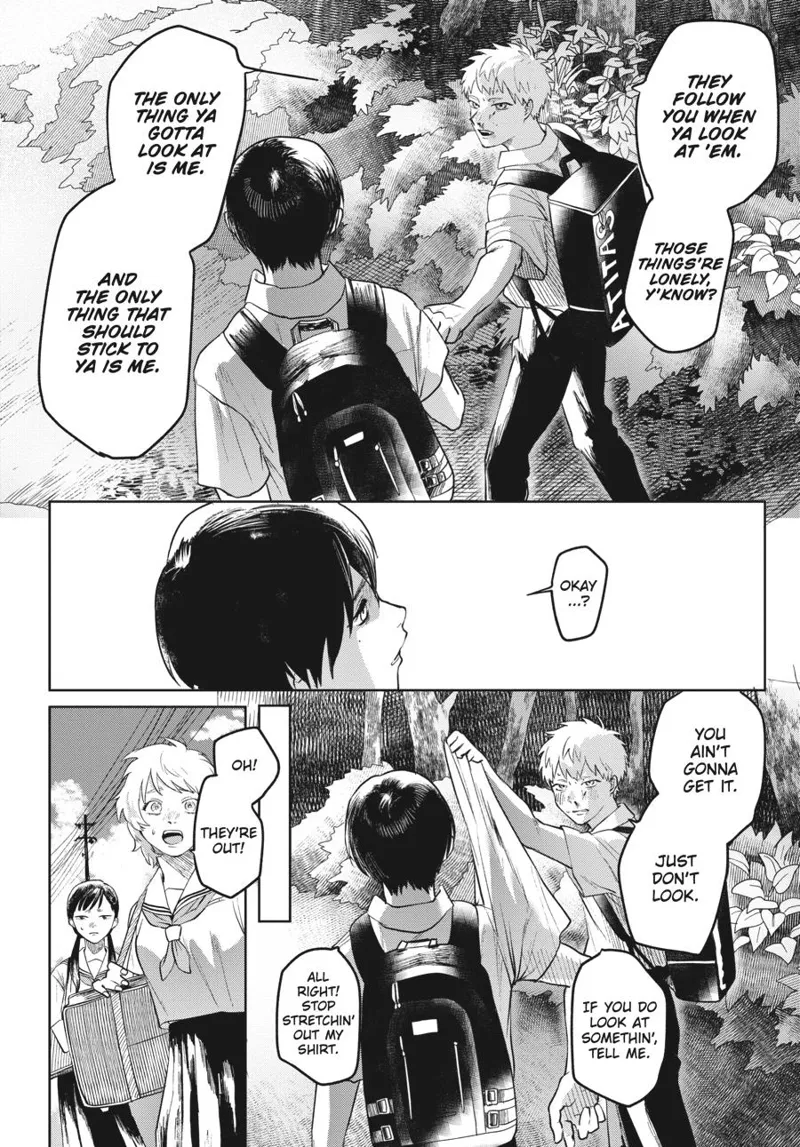 THEY
FOLLOW
YOU WHEN
YA LOOK
AT 'EM.
THOSE
THINGS'RE
LONELY,
Y'KNOW?
THE ONLY
THING YA
GOTTA
LOOK AT
IS ME.
AND
THE ONLY
THING THAT
SHOULD
STICK TO
YA IS ME.
ATITAS
OKAY
...?
YOU
AIN'T
GONNA
GET IT.
JUST
DON'T
LOOK.
IF YOU DO
LOOK AT
SOMETHIN',
TELL ME.
ALL
RIGHT!
STOP
STRETCHIN'
OUT MY
SHIRT.
OH!
THEY'RE
OUT!